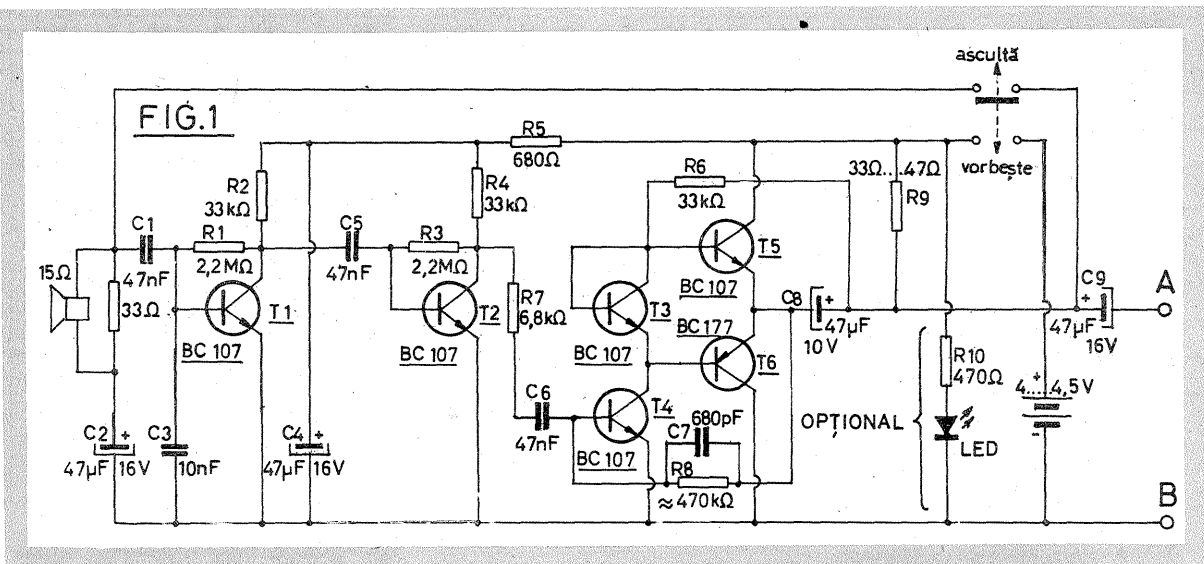 FIG.1
ascultă
vorbește
R5
680Ω
R2
33kΩ
R4
33kΩ
R6
33kΩ
33Ω...47Ω
R9
C1
47nF
R1
2,2MΩ
C5
47nF
R3
2,2MΩ
15Ω
33Ω
T1
BC 107
T2
BC 107
R7
6,8kΩ
T3
BC 107
T5
BC 107
BC 177
T6
C8
+
47µF
10V
C9
+
47µF
16V
A
C6
47nF
T4
BC 107
680pF
C7
R8
≈470kΩ
OPȚIONAL
R10
470Ω
LED
4....4,5V
+
-
C2
+
47µF
16V
C3
10nF
C4
+
47µF
16V
B